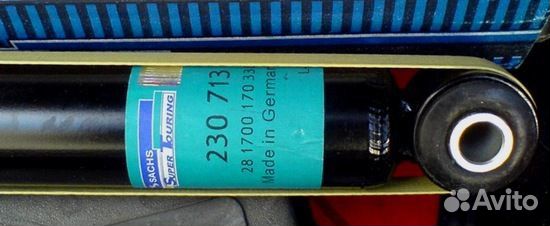 SACHS
SUPER TOURING
230 713
28 1700 170 33
Made in German
Avito